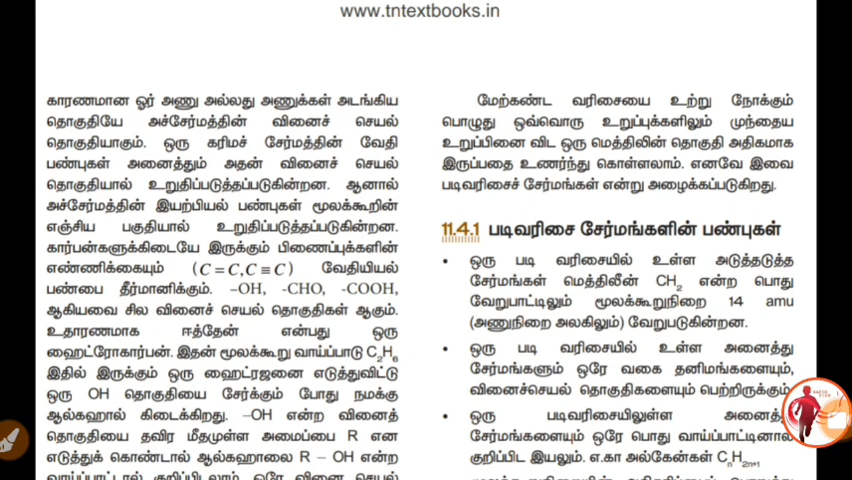 www.tntextbooks.in
காரணமான ஓர் அணு அல்லது அணுக்கள் அடங்கிய
தொகுதியே அச்சேர்மத்தின் வினைச் செயல்
தொகுதியாகும். ஒரு கரிமச் சேர்மத்தின் வேதி
பண்புகள் அனைத்தும் அதன் வினைச் செயல்
தொகுதியால் உறுதிப்படுத்தப்படுகின்றன. ஆனால்
அச்சேர்மத்தின் இயற்பியல் பண்புகள் மூலக்கூறின்
எஞ்சிய பகுதியால் உறுதிப்படுத்தப்படுகின்றன.
கார்பன்களுக்கிடையே இருக்கும் பிணைப்புக்களின்
எண்ணிக்கையும் (C = C, C ≡ C) வேதியியல்
பண்பை தீர்மானிக்கும். –OH, -CHO, -COOH,
ஆகியவை சில வினைச் செயல் தொகுதிகள் ஆகும்.
உதாரணமாக ஈத்தேன் என்பது ஒரு
ஹைட்ரோகார்பன். இதன் மூலக்கூறு வாய்பாடு C₂H₆
இதில் இருக்கும் ஒரு ஹைட்ரஜனை எடுத்துவிட்டு
ஒரு OH தொகுதியை சேர்க்கும் போது நமக்கு
ஆல்கஹால் கிடைக்கிறது. –OH என்ற வினைத்
தொகுதியை தவிர மீதமுள்ள அமைப்பை R என
எடுத்துக் கொண்டால் ஆல்கஹாலை R – OH என்ற
வாய்ப்பாட்டால் குறிப்பிடலாம். ஒரே வினை செயல்
மேற்கண்ட வரிசையை உற்று நோக்கும்
பொழுது ஒவ்வொரு உறுப்புக்களிலும் முந்தைய
உறுப்பினை விட ஒரு மெத்திலின் தொகுதி அதிகமாக
இருப்பதை உணர்ந்து கொள்ளலாம். எனவே இவை
படிவரிசைச் சேர்மங்கள் என்று அழைக்கப்படுகிறது.
11.4.1 படிவரிசை சேர்மங்களின் பண்புகள்
• ஒரு படி வரிசையில் உள்ள அடுத்தடுத்த
சேர்மங்கள் மெத்திலீன் CH₂ என்ற பொது
வேறுபாட்டிலும் மூலக்கூறுநிறை 14 amu
(அணுநிறை அலகிலும்) வேறுபடுகின்றன.
• ஒரு படி வரிசையில் உள்ள அனைத்து
சேர்மங்களும் ஒரே வகை தனிமங்களையும்,
வினைச்செயல் தொகுதிகளையும் பெற்றிருக்கும்.
• ஒரு படிவரிசையிலுள்ள அனைத்து
சேர்மங்களையும் ஒரே பொது வாய்ப்பாட்டினால்
குறிப்பிட இயலும். எ.கா அல்கேன்கள் CₙH₂ₙ₊₁